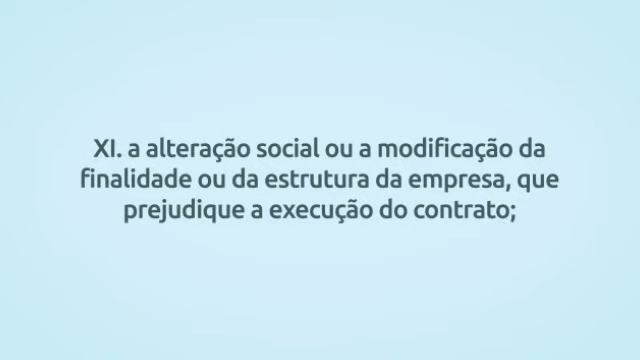 XI. a alteração social ou a modificação da
finalidade ou da estrutura da empresa, que
prejudique a execução do contrato;